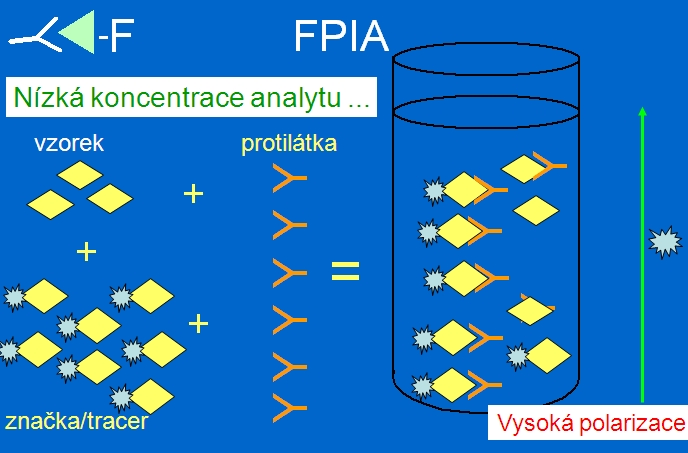 -F
FPIA
Nízká koncentrace analytu ...
vzorek
protilátka
+
+
=
+
značka/tracer
Vysoká polarizace